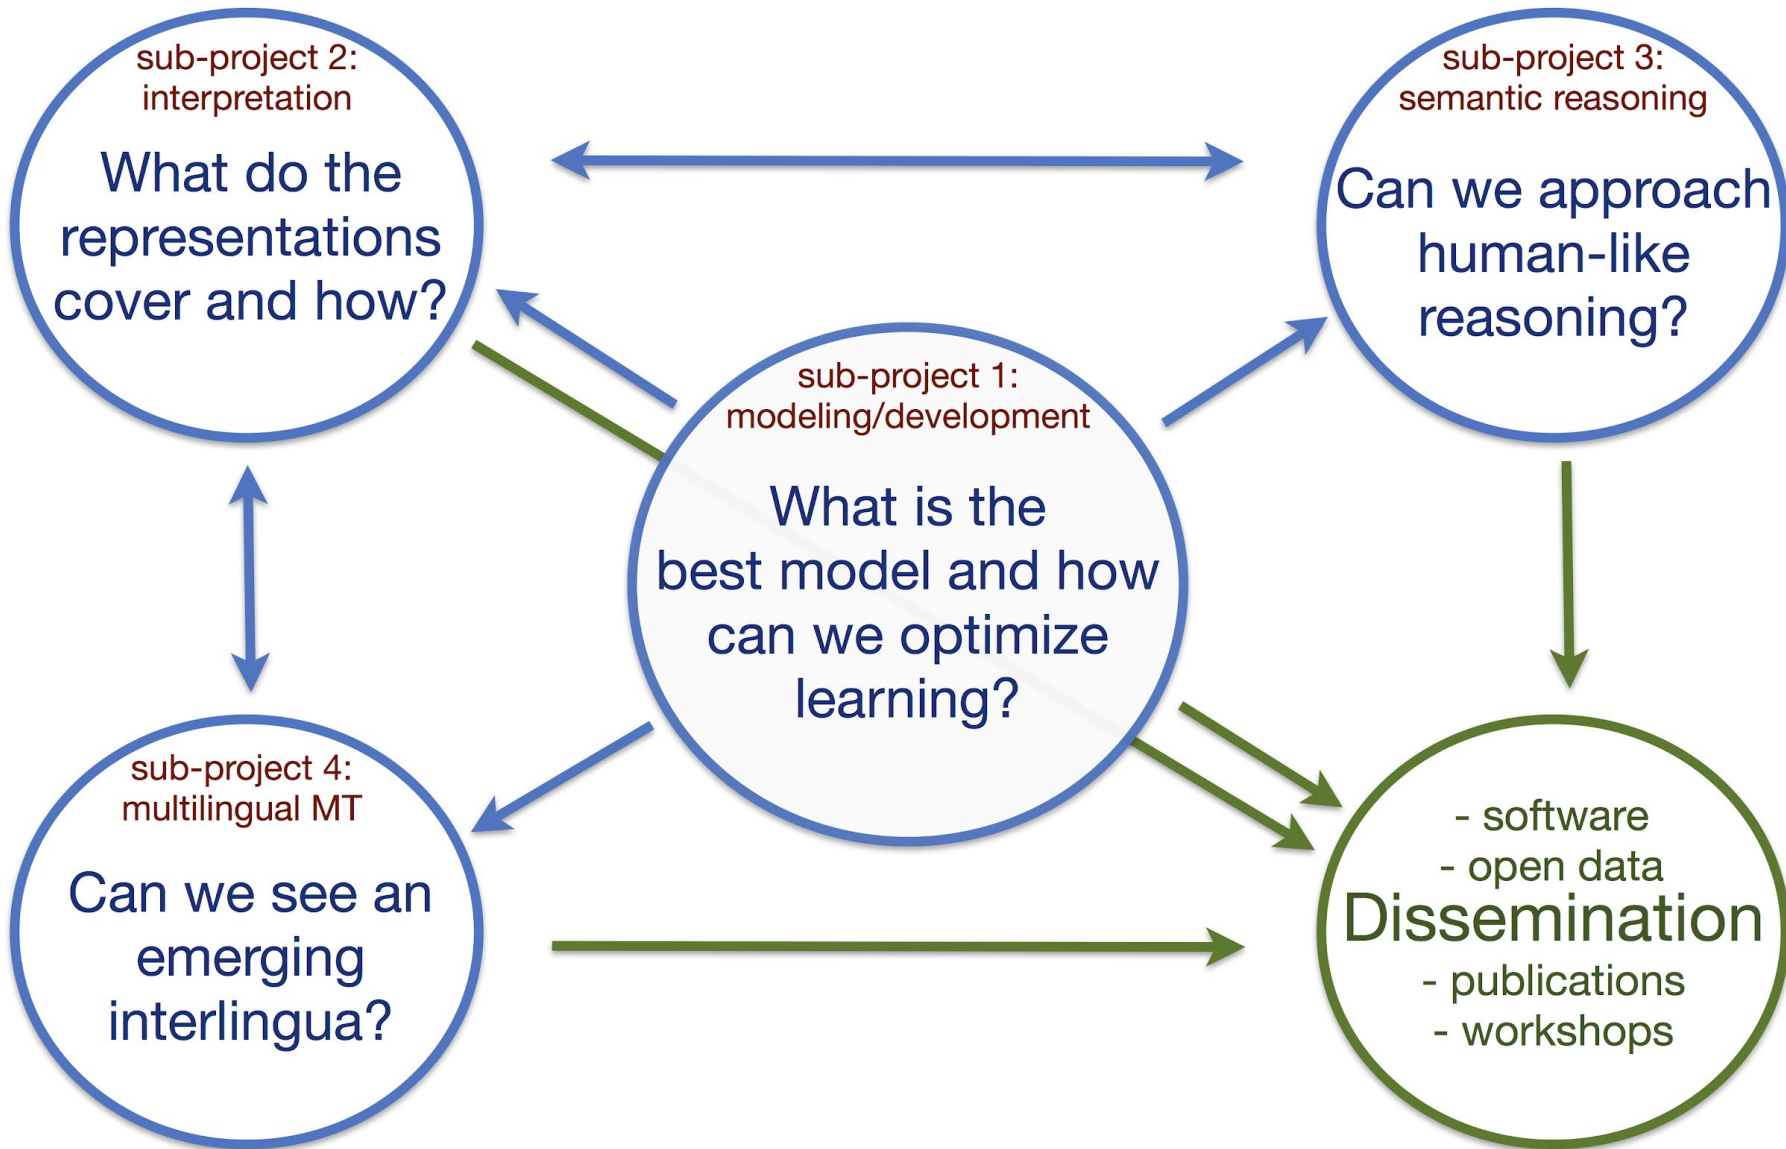 sub-project 2:
interpretation
What do the
representations
cover and how?
sub-project 3:
semantic reasoning
Can we approach
human-like
reasoning?
sub-project 1:
modeling/development
What is the
best model and how
can we optimize
learning?
sub-project 4:
multilingual MT
Can we see an
emerging
interlingua?
- software
- open data
Dissemination
- publications
- workshops